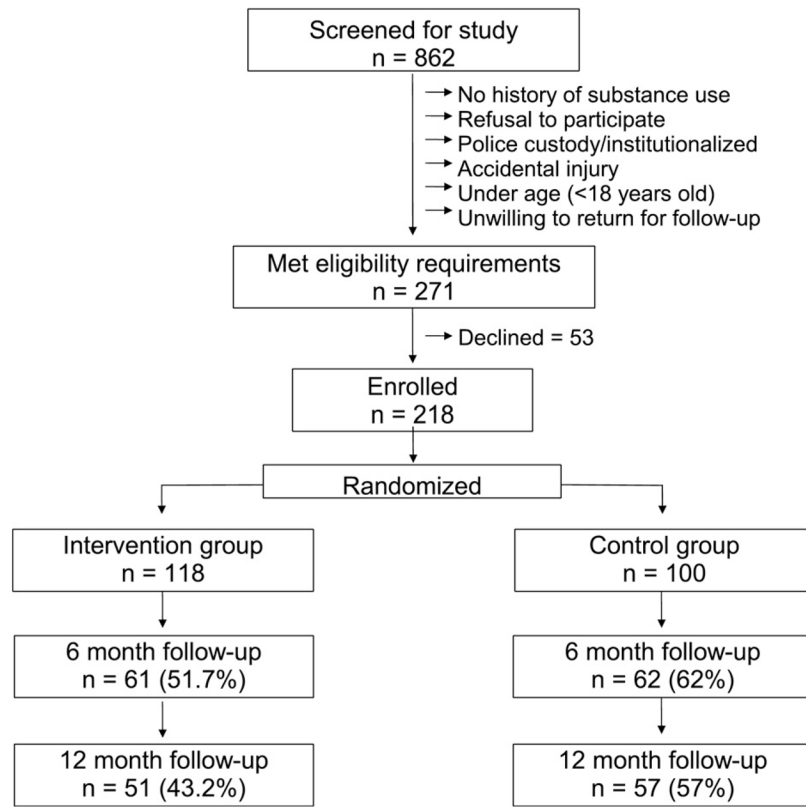 Screened for study
n = 862
No history of substance use
Refusal to participate
Police custody/institutionalized
Accidental injury
Under age (<18 years old)
Unwilling to return for follow-up
Met eligibility requirements
n = 271
Declined = 53
Enrolled
n = 218
Randomized
Intervention group
n = 118
Control group
n = 100
6 month follow-up
n = 61 (51.7%)
6 month follow-up
n = 62 (62%)
12 month follow-up
n = 51 (43.2%)
12 month follow-up
n = 57 (57%)